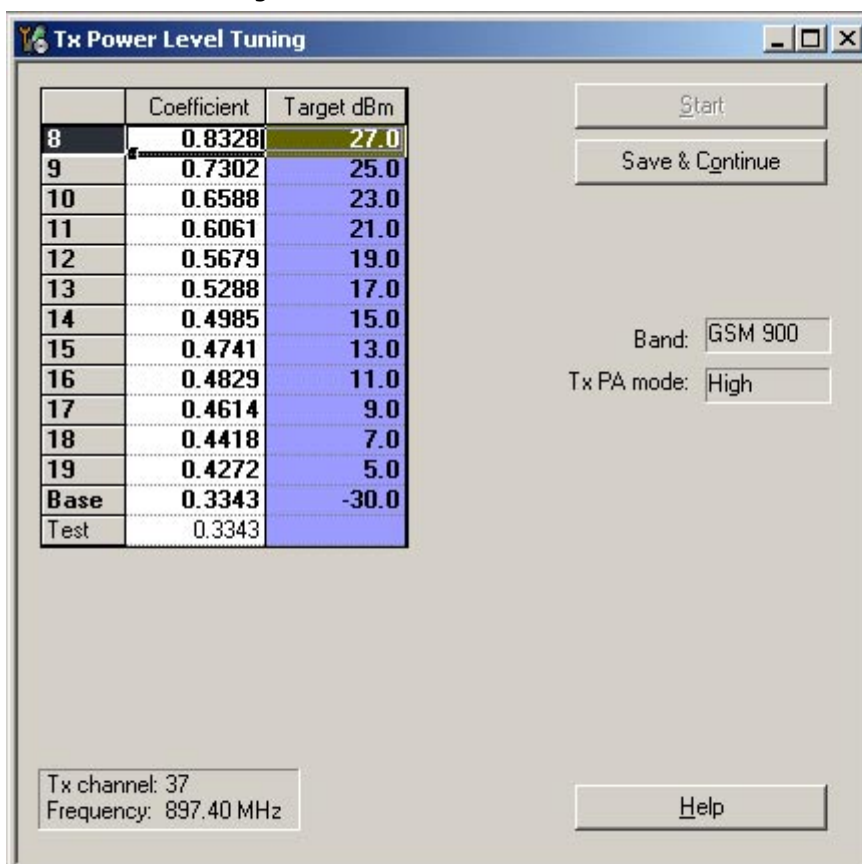 Tx Power Level Tuning
Coefficient Target dBm
8 0.8328 27.0
9 0.7302 25.0
10 0.6588 23.0
11 0.6061 21.0
12 0.5679 19.0
13 0.5288 17.0
14 0.4985 15.0
15 0.4741 13.0
16 0.4829 11.0
17 0.4614 9.0
18 0.4418 7.0
19 0.4272 5.0
Base 0.3343 -30.0
Test 0.3343
Start
Save & Continue
Band: GSM 900
Tx PA mode: High
Tx channel: 37
Frequency: 897.40 MHz
Help